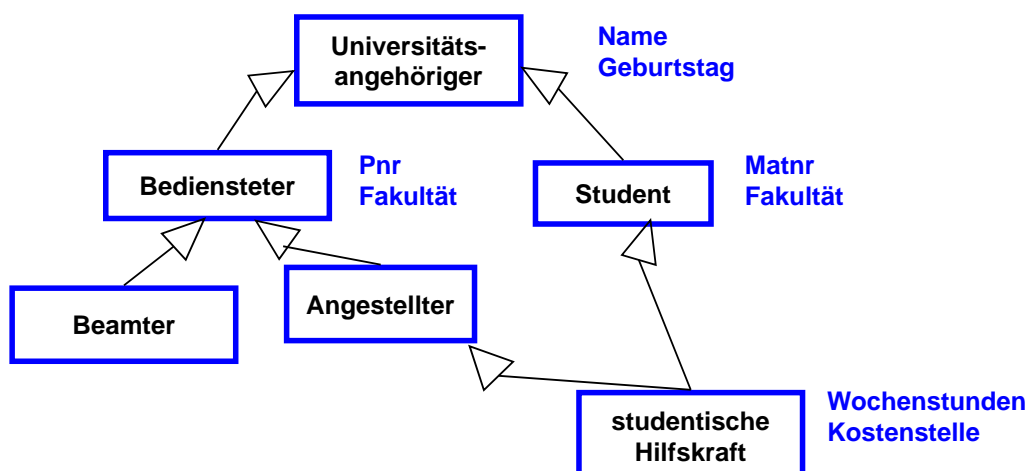 Universitäts-
angehöriger
Name
Geburtstag
Bediensteter
Pnr
Fakultät
Student
Matnr
Fakultät
Beamter
Angestellter
studentische
Hilfskraft
Wochenstunden
Kostenstelle